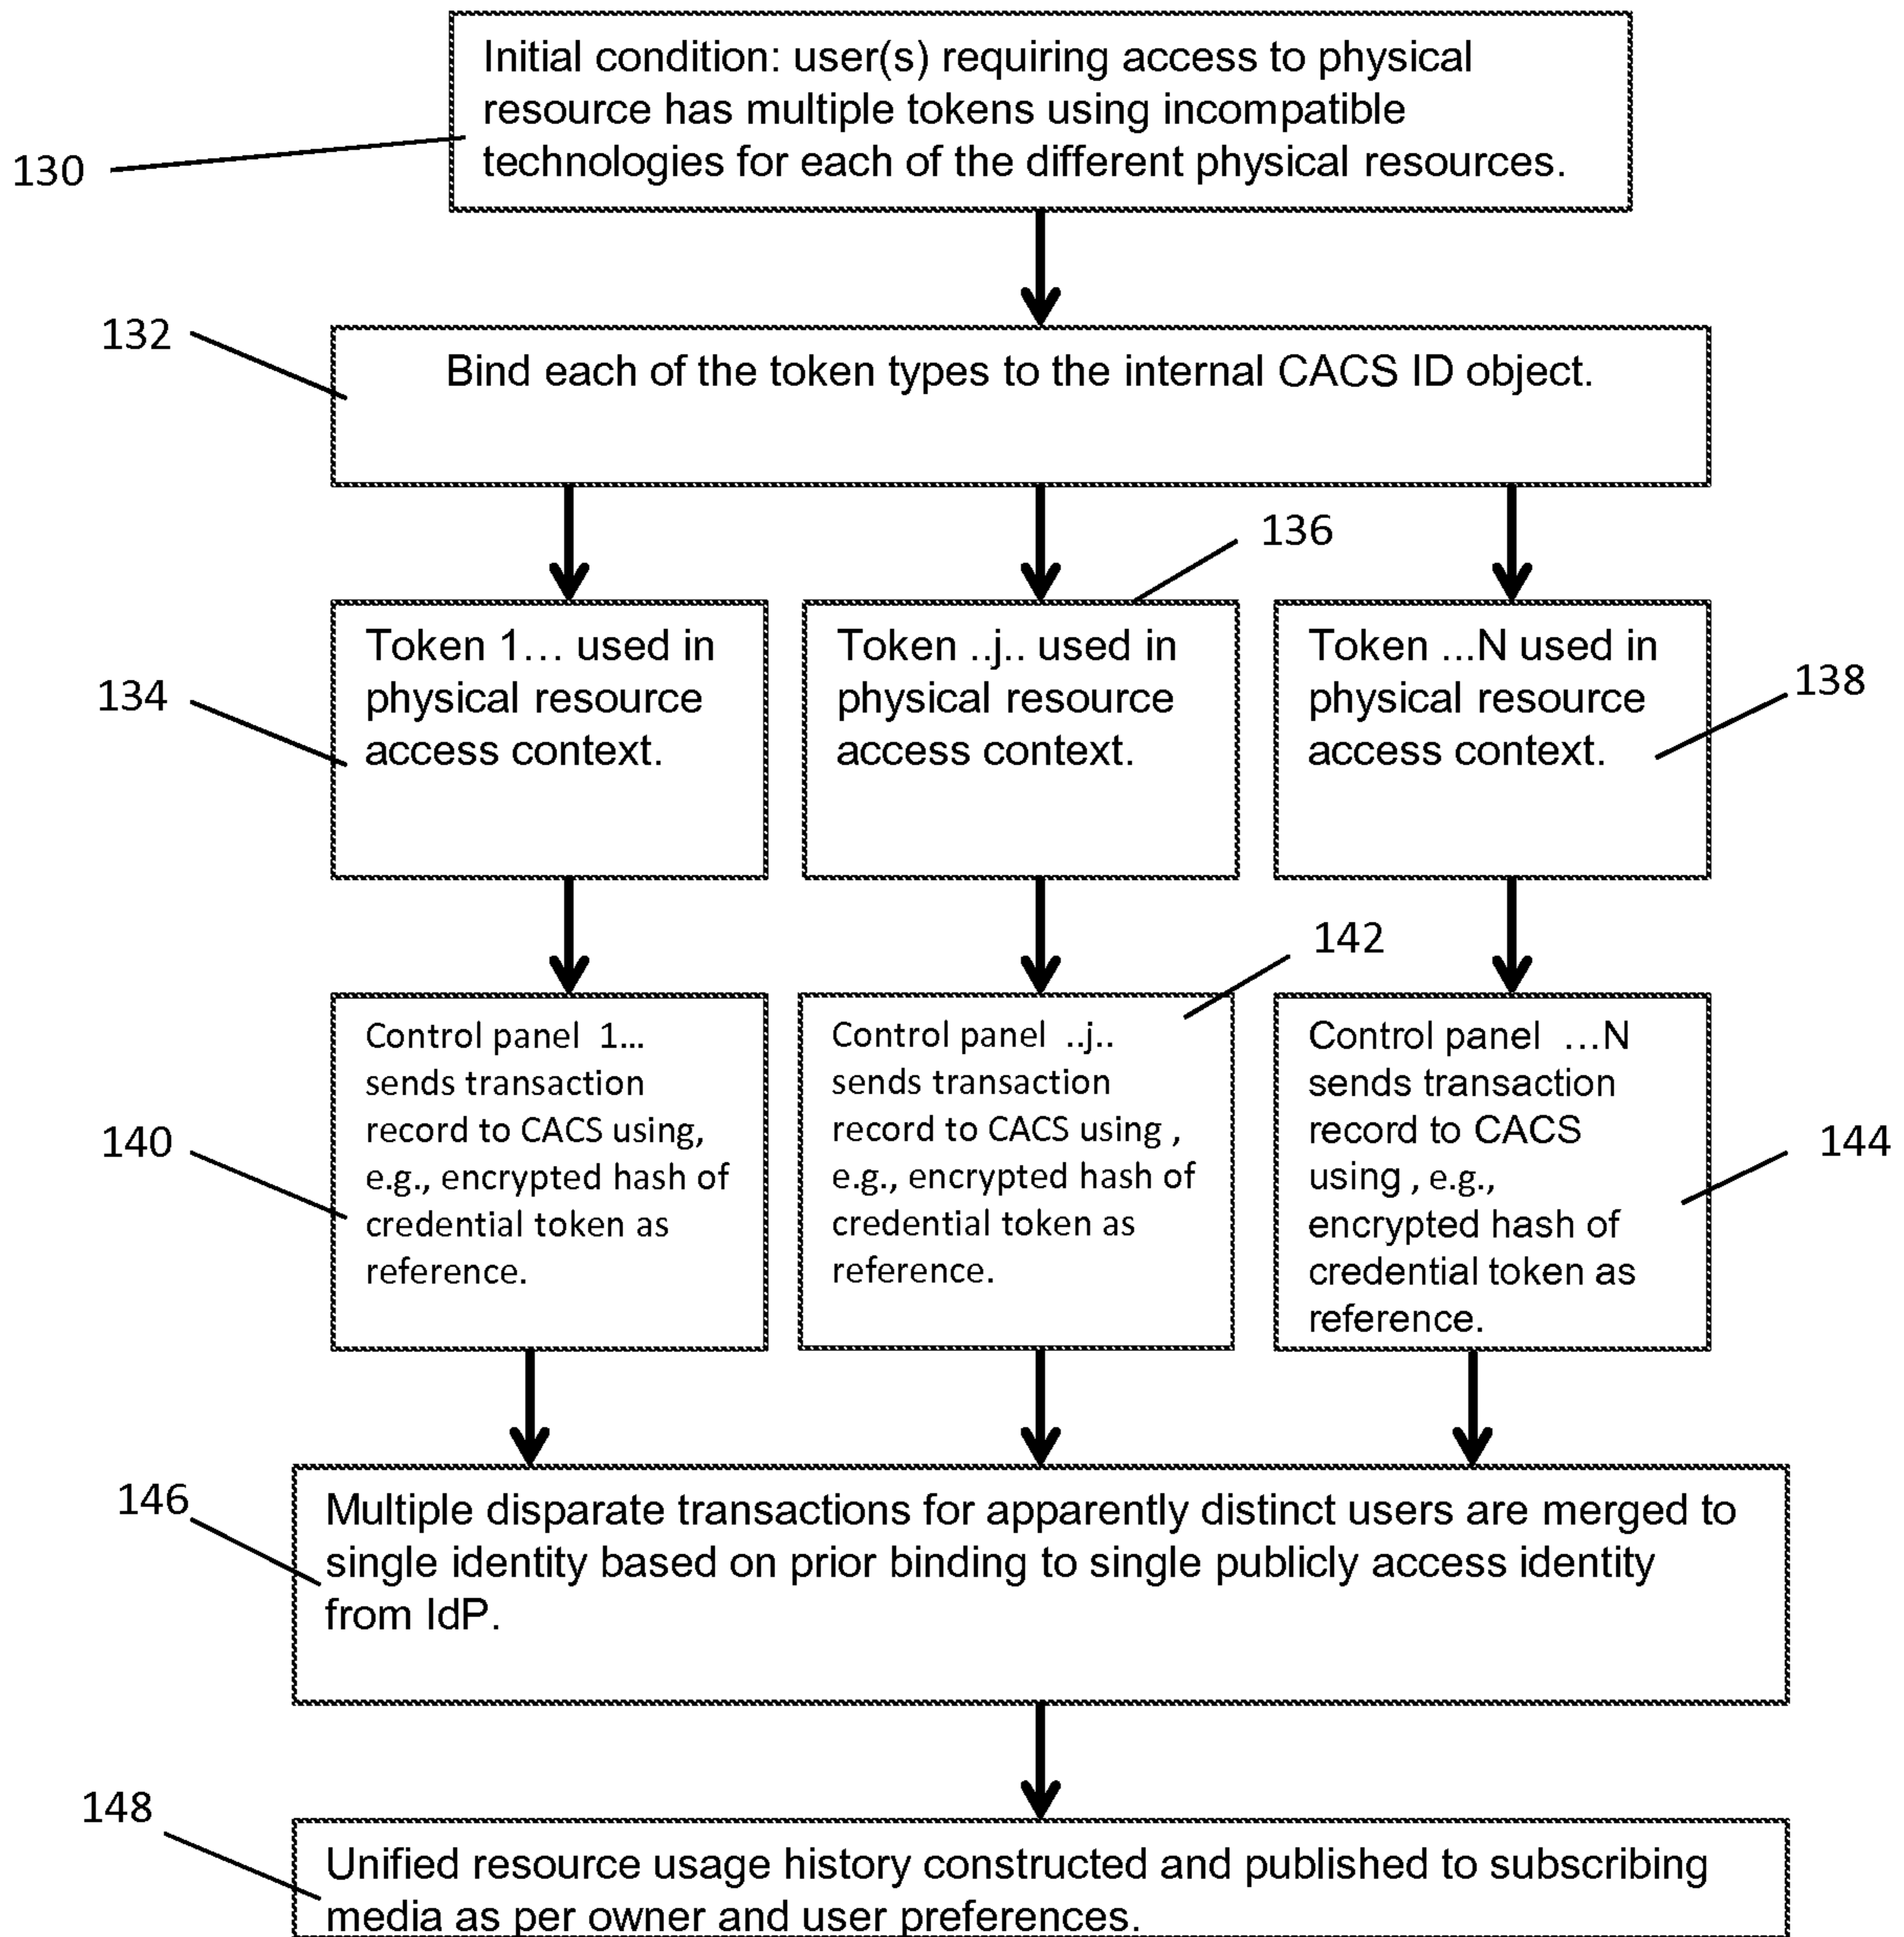 Initial condition: user(s) requiring access to physical
resource has multiple tokens using incompatible
technologies for each of the different physical resources.
130
132
Bind each of the token types to the internal CACS ID object.
136
Token 1... used in
physical resource
access context.
134
Token ..j.. used in
physical resource
access context.
Token ...N used in
physical resource
access context.
138
142
Control panel 1...
sends transaction
record to CACS using,
e.g., encrypted hash of
credential token as
reference.
140
Control panel ..j..
sends transaction
record to CACS using ,
e.g., encrypted hash of
credential token as
reference.
Control panel ...N
sends transaction
record to CACS
using , e.g.,
encrypted hash of
credential token as
reference.
144
146
Multiple disparate transactions for apparently distinct users are merged to
single identity based on prior binding to single publicly access identity
from IdP.
148
Unified resource usage history constructed and published to subscribing
media as per owner and user preferences.